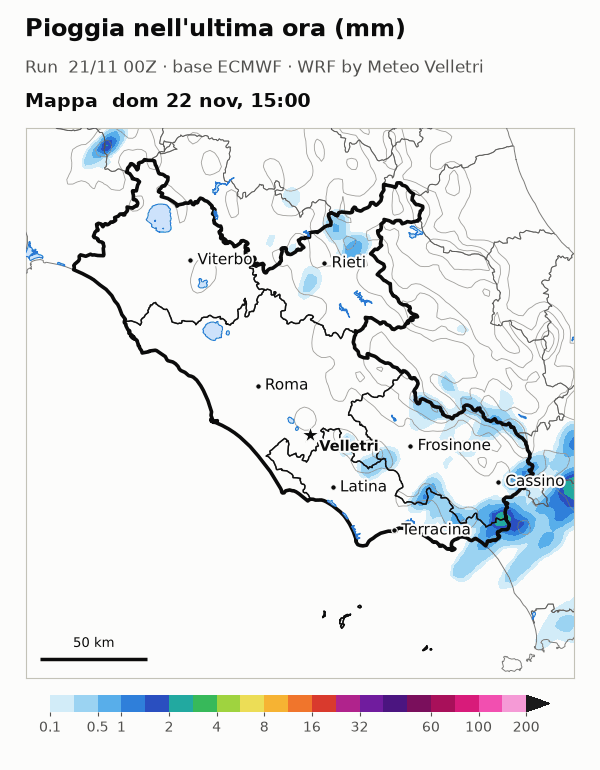 Pioggia nell'ultima ora (mm)
Run  21/11 00Z · base ECMWF · WRF by Meteo Velletri
Mappa  dom 22 nov, 15:00
Viterbo
Rieti
Roma
Velletri
Frosinone
Latina
Cassino
Terracina
50 km
0.1 0.5 1 2 4 8 16 32 60 100 200